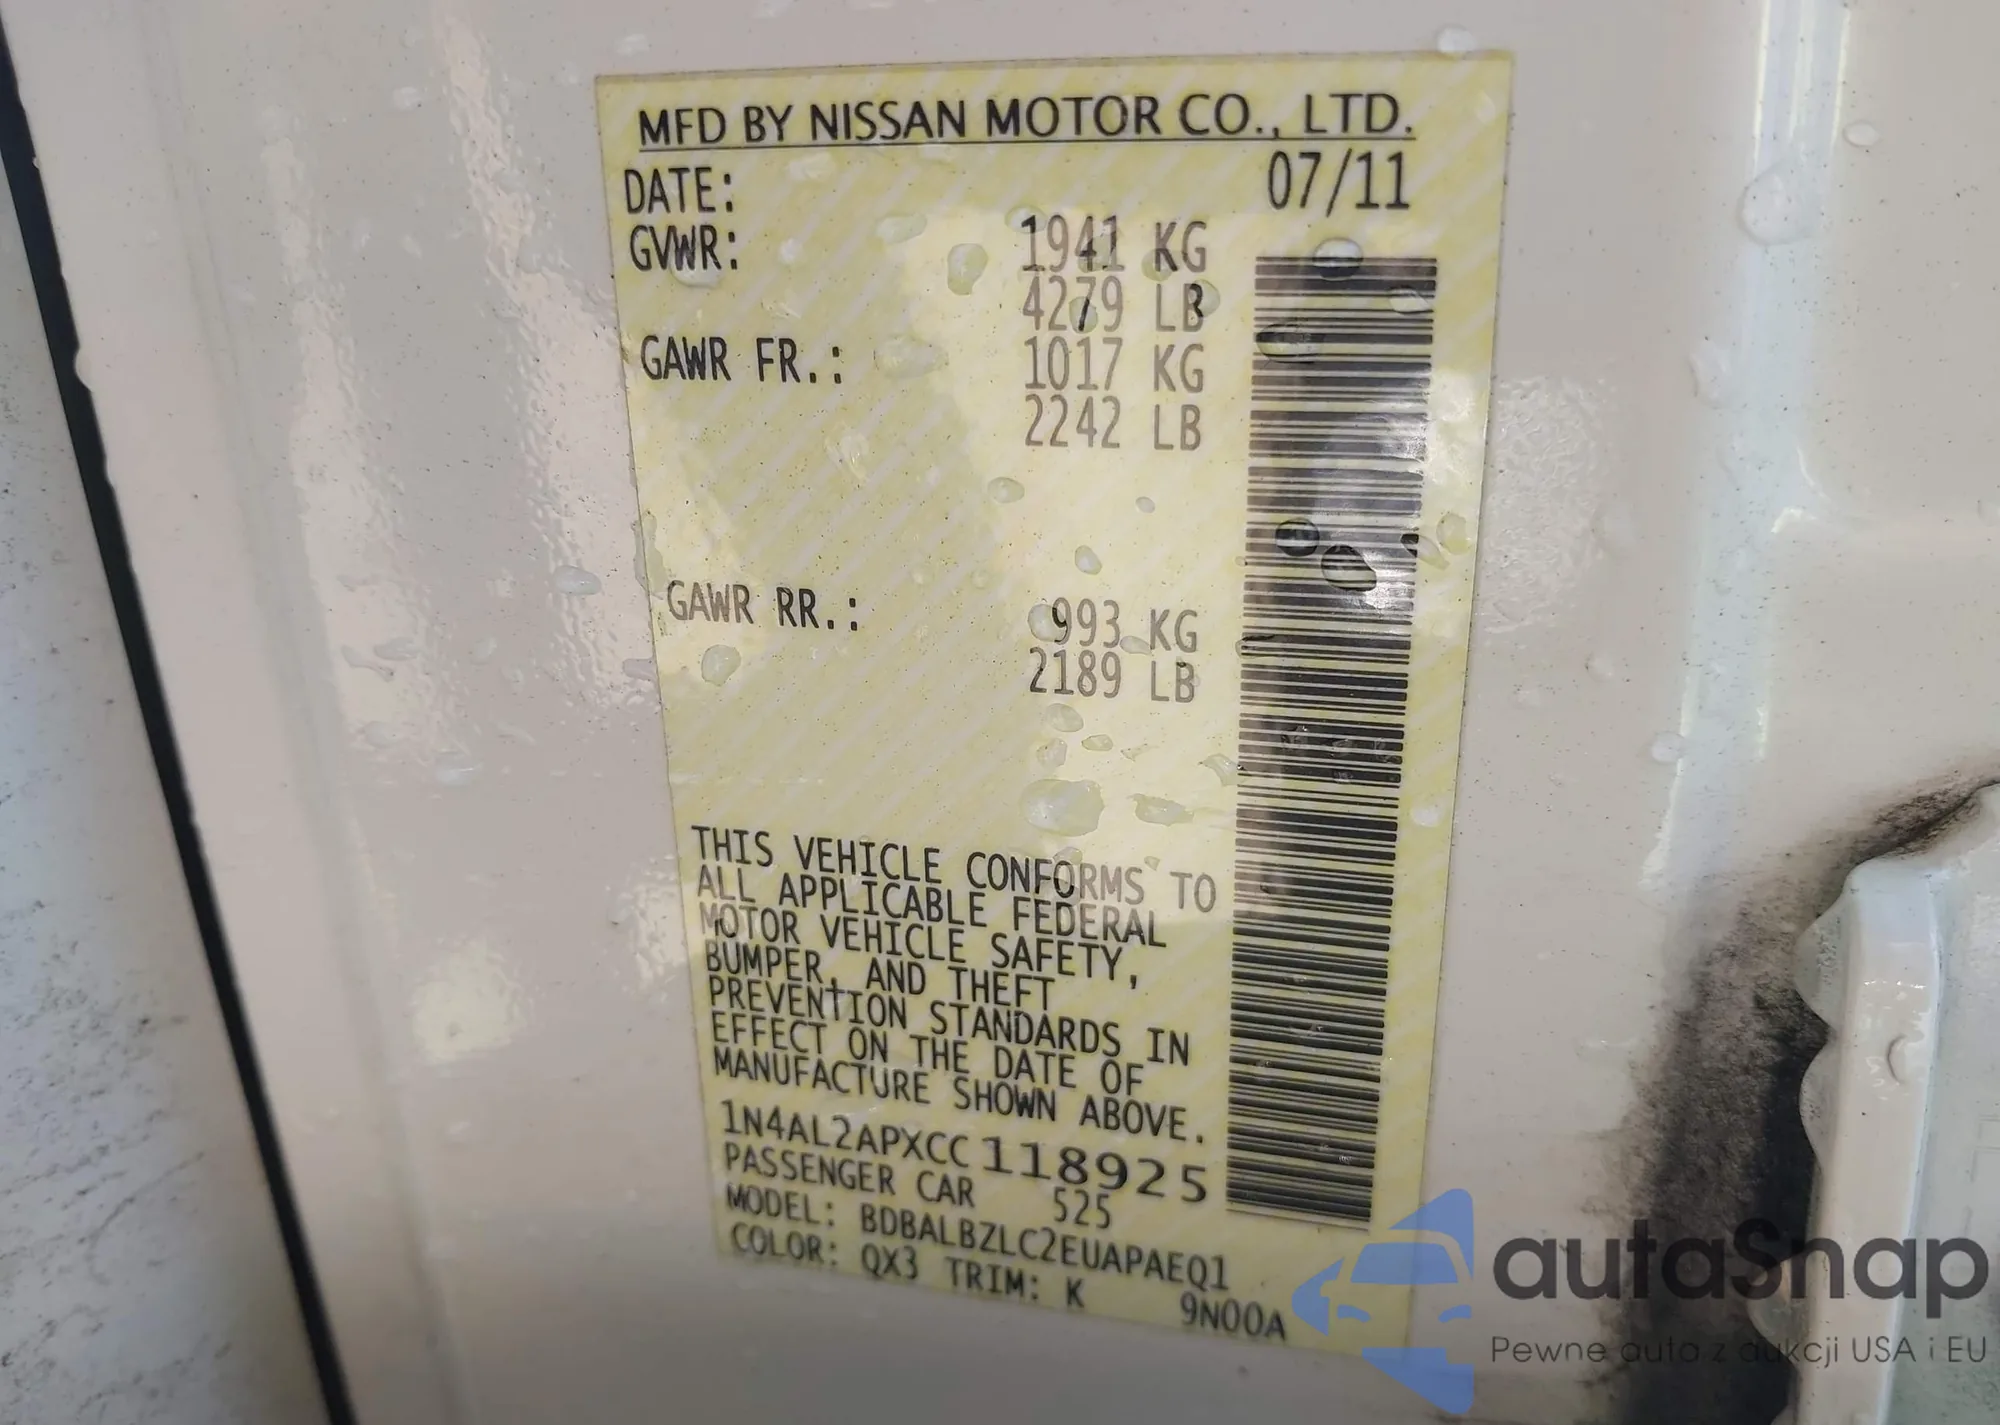 MFD BY NISSAN MOTOR CO., LTD.
DATE: 07/11
GVWR: 1941 KG
4279 LB
GAWR FR.: 1017 KG
2242 LB
GAWR RR.: 993 KG
2189 LB
THIS VEHICLE CONFORMS TO
ALL APPLICABLE FEDERAL
MOTOR VEHICLE SAFETY,
BUMPER, AND THEFT
PREVENTION STANDARDS IN
EFFECT ON THE DATE OF
MANUFACTURE SHOWN ABOVE.
1N4AL2APXCC118925
PASSENGER CAR 525
MODEL: BDBALBZLC2EUAPAEQ1
COLOR: QX3 TRIM: K 9N00A
autaSnap
Pewne auta z aukcji USA i EU